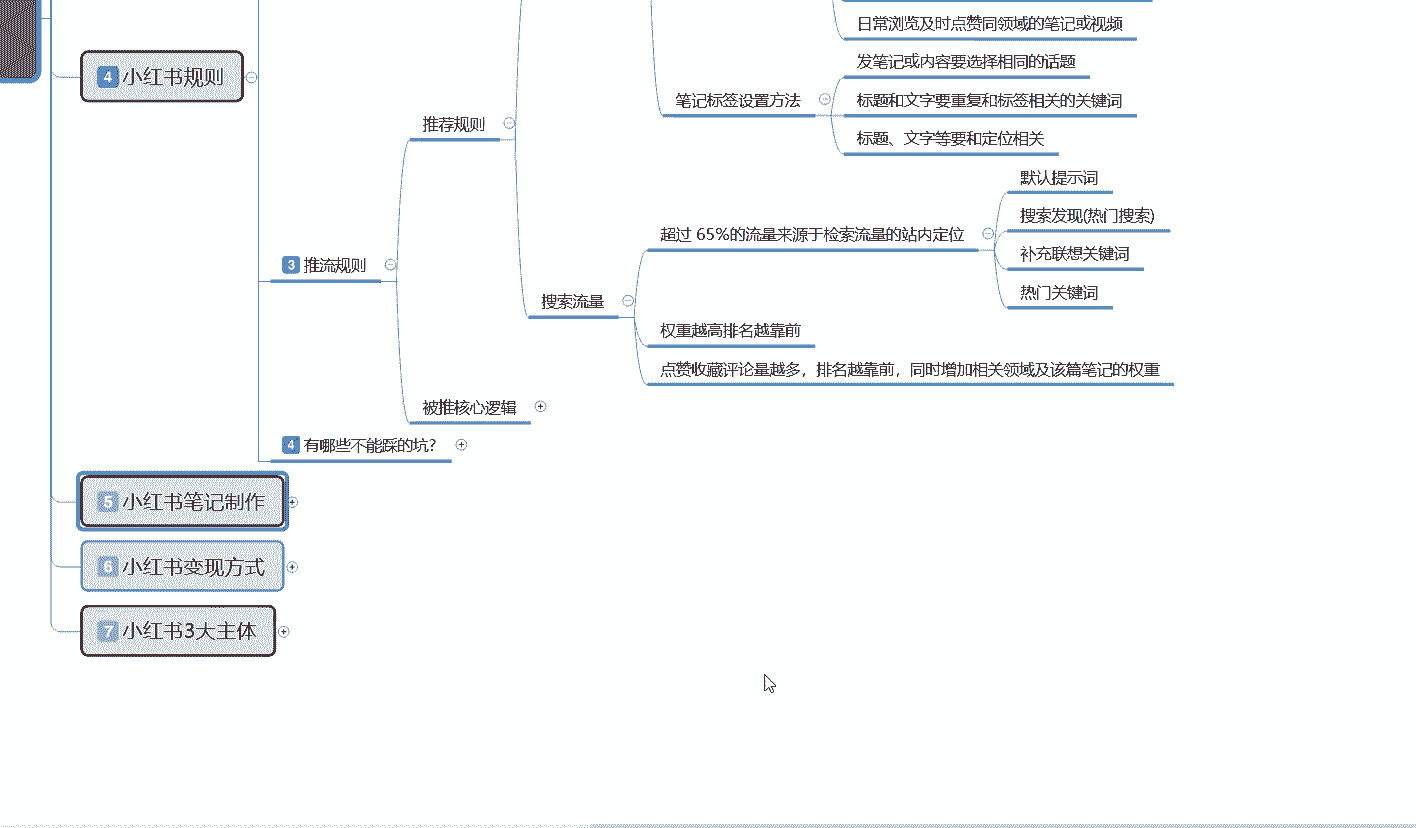 日常浏览及时点赞同领域的笔记或视频
4 小红书规则
发笔记或内容要选择相同的话题
笔记标签设置方法
标题和文字要重复和标签相关的关键词
推荐规则
标题、文字等要和定位相关
默认提示词
搜索发现(热门搜索)
超过 65%的流量来源于检索流量的站内定位
补充联想关键词
3 推流规则
热门关键词
搜索流量
权重越高排名越靠前
点赞收藏评论量越多，排名越靠前，同时增加相关领域及该篇笔记的权重
被推核心逻辑
4 有哪些不能踩的坑?
5 小红书笔记制作
6 小红书变现方式
7 小红书3大主体